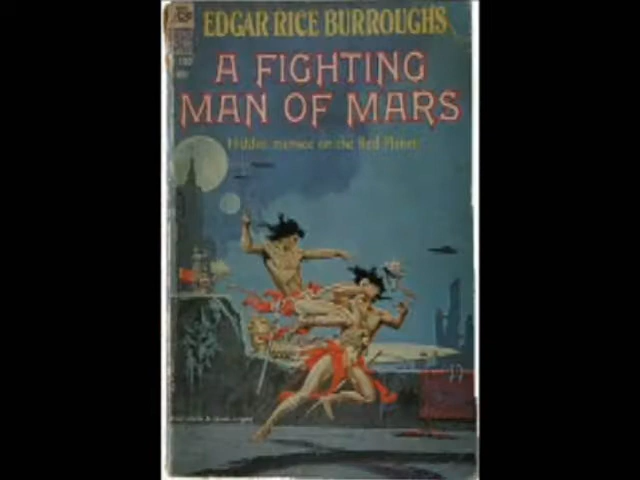 EDGAR RICE BURROUGHS
A FIGHTING
MAN OF MARS
Hidden menace on the Red Planet